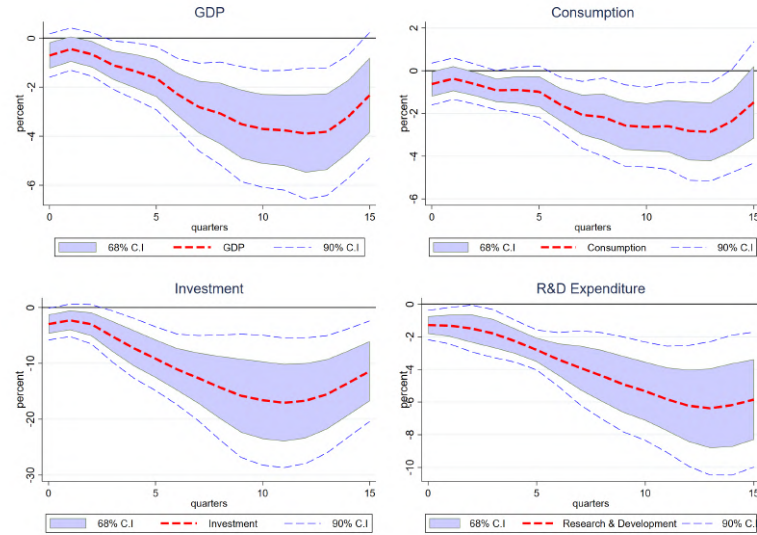 GDP
percent
0
-2
-4
-6
0
5
10
15
quarters
68% C.I
GDP
90% C.I
Consumption
percent
2
0
-2
-4
-6
0
5
10
15
quarters
68% C.I
Consumption
90% C.I
Investment
percent
0
-10
-20
-30
0
5
10
15
quarters
68% C.I
Investment
90% C.I
R&D Expenditure
percent
0
-2
-4
-6
-8
-10
0
5
10
15
quarters
68% C.I
Research & Development
90% C.I